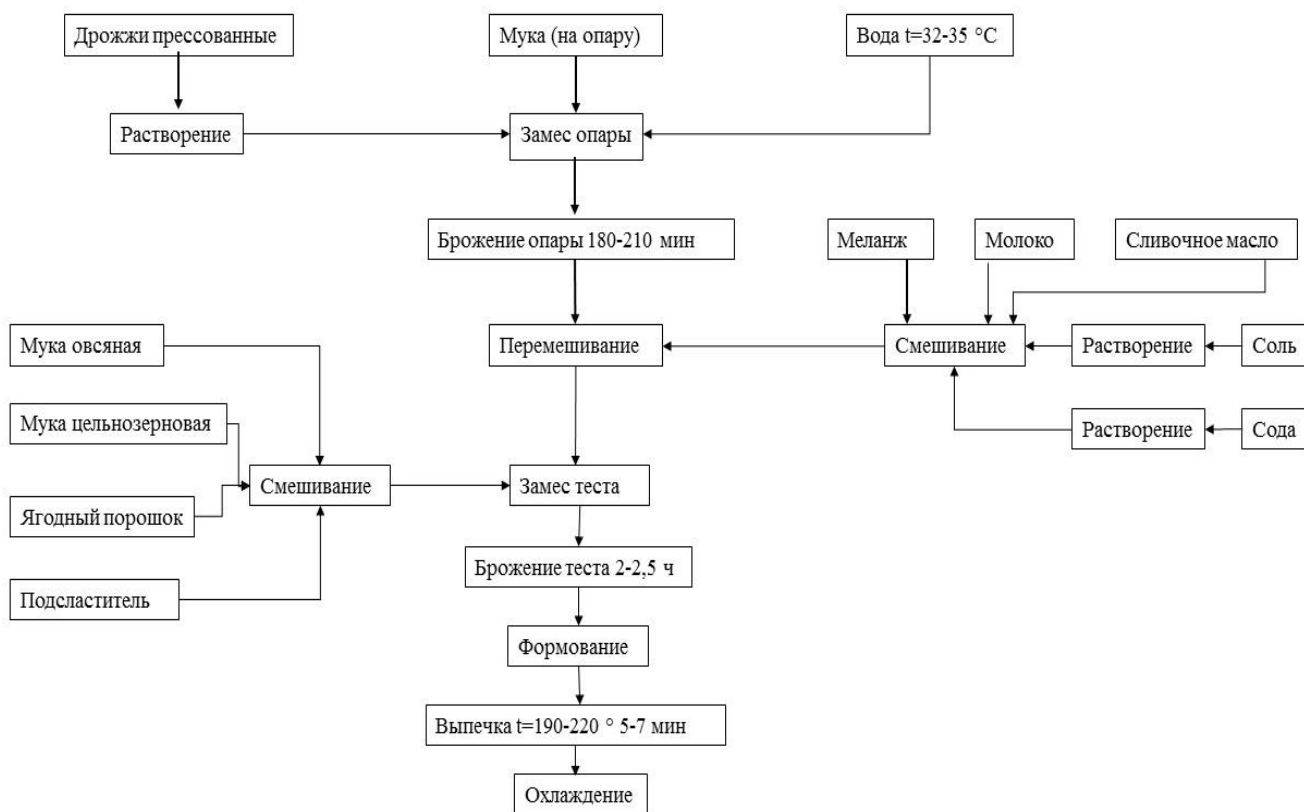 Дрожжи прессованные
Мука (на опару)
Вода t=32-35 °C
Растворение
Замес опары
Брожение опары 180-210 мин
Меланж
Молоко
Сливочное масло
Мука овсяная
Перемешивание
Смешивание
Растворение
Соль
Мука цельнозерновая
Растворение
Сода
Смешивание
Замес теста
Ягодный порошок
Брожение теста 2-2,5 ч
Подсластитель
Формование
Выпечка t=190-220 ° 5-7 мин
Охлаждение